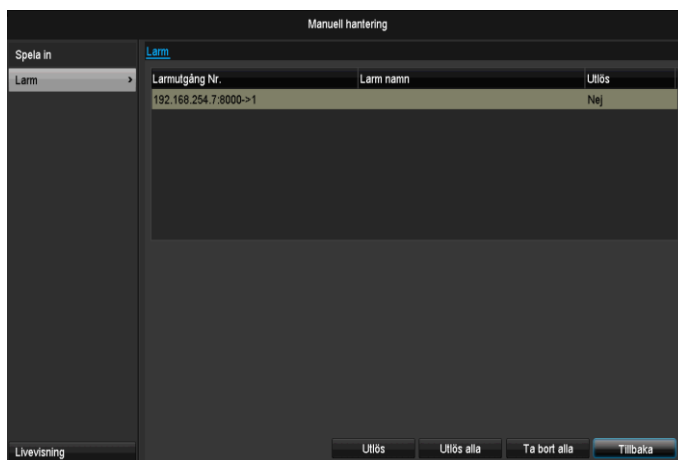 Manuell hantering
Spela in
Larm
Larm
Larmutgång Nr. Larm namn Utlös
192.168.254.7:8000->1 Nej
Livevisning
Utlös Utlös alla Ta bort alla Tillbaka